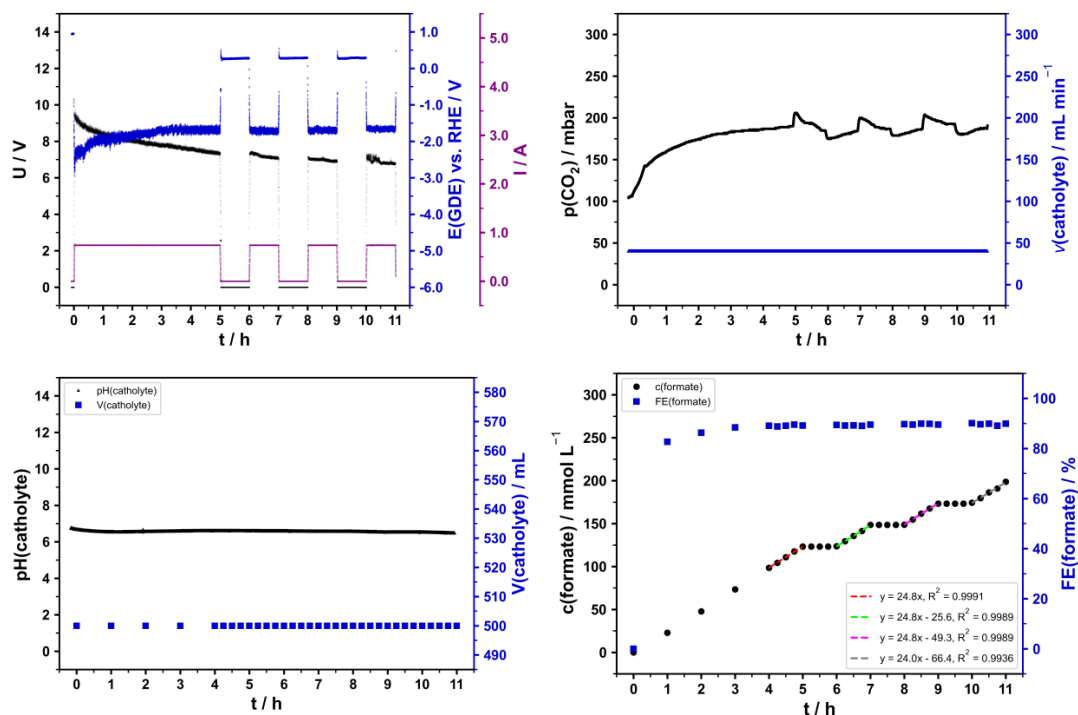 U / V
14
12
10
8
6
4
2
0
1.0
0.0
-1.0
-2.0
-3.0
-4.0
-5.0
-6.0
E(GDE) vs. RHE / V
5.0
4.0
3.0
2.0
1.0
0.0
I / A
0 1 2 3 4 5 6 7 8 9 10 11
t / h
p(CO₂) / mbar
300
250
200
150
100
50
0
300
250
200
150
100
50
0
v(catholyte) / mL min⁻¹
0 1 2 3 4 5 6 7 8 9 10 11
t / h
pH(catholyte)
14
12
10
8
6
4
2
0
pH(catholyte)
V(catholyte)
580
570
560
550
540
530
520
510
500
490
V(catholyte) / mL
0 1 2 3 4 5 6 7 8 9 10 11
t / h
c(formate) / mmol L⁻¹
300
250
200
150
100
50
0
c(formate)
FE(formate)
y = 24.8x, R² = 0.9991
y = 24.8x - 25.6, R² = 0.9989
y = 24.8x - 49.3, R² = 0.9989
y = 24.0x - 66.4, R² = 0.9936
100
80
60
40
20
0
FE(formate) / %
0 1 2 3 4 5 6 7 8 9 10 11
t / h